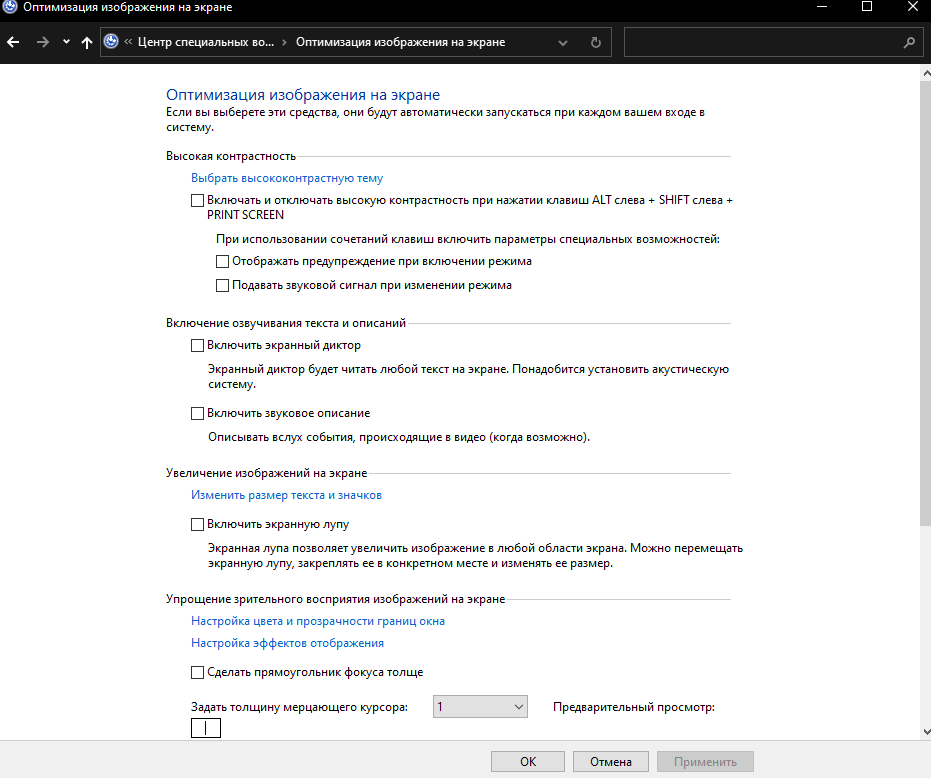 Оптимизация изображения на экране
« Центр специальных во... › Оптимизация изображения на экране
Оптимизация изображения на экране
Если вы выберете эти средства, они будут автоматически запускаться при каждом вашем входе в
систему.
Высокая контрастность
Выбрать высококонтрастную тему
Включать и отключать высокую контрастность при нажатии клавиш ALT слева + SHIFT слева +
PRINT SCREEN
При использовании сочетаний клавиш включить параметры специальных возможностей:
Отображать предупреждение при включении режима
Подавать звуковой сигнал при изменении режима
Включение озвучивания текста и описаний
Включить экранный диктор
Экранный диктор будет читать любой текст на экране. Понадобится установить акустическую
систему.
Включить звуковое описание
Описывать вслух события, происходящие в видео (когда возможно).
Увеличение изображений на экране
Изменить размер текста и значков
Включить экранную лупу
Экранная лупа позволяет увеличить изображение в любой области экрана. Можно перемещать
экранную лупу, закреплять ее в конкретном месте и изменять ее размер.
Упрощение зрительного восприятия изображений на экране
Настройка цвета и прозрачности границ окна
Настройка эффектов отображения
Сделать прямоугольник фокуса толще
Задать толщину мерцающего курсора: 1 Предварительный просмотр:
ОК Отмена Применить